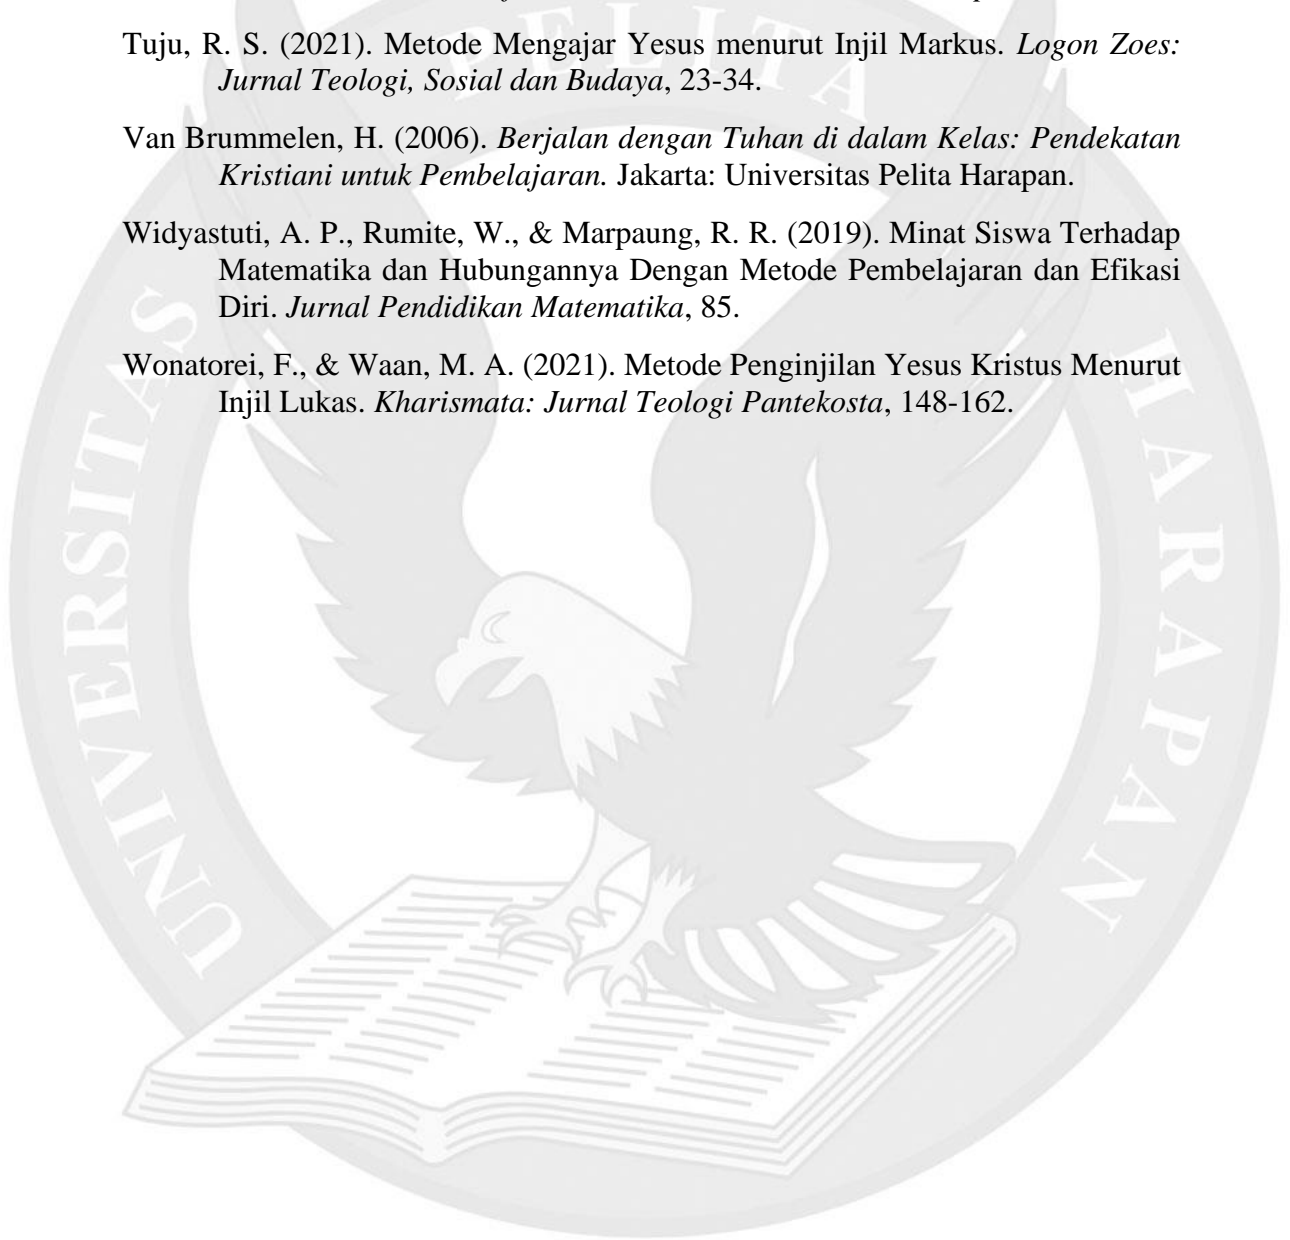 PELITA
Tuju, R. S. (2021). Metode Mengajar Yesus menurut Injil Markus. Logon Zoes:
Jurnal Teologi, Sosial dan Budaya, 23-34.
Van Brummelen, H. (2006). Berjalan dengan Tuhan di dalam Kelas: Pendekatan
Kristiani untuk Pembelajaran. Jakarta: Universitas Pelita Harapan.
Widyastuti, A. P., Rumite, W., & Marpaung, R. R. (2019). Minat Siswa Terhadap
Matematika dan Hubungannya Dengan Metode Pembelajaran dan Efikasi
Diri. Jurnal Pendidikan Matematika, 85.
Wonatorei, F., & Waan, M. A. (2021). Metode Penginjilan Yesus Kristus Menurut
Injil Lukas. Kharismata: Jurnal Teologi Pantekosta, 148-162.
UNIVERSITAS
HARAPAN